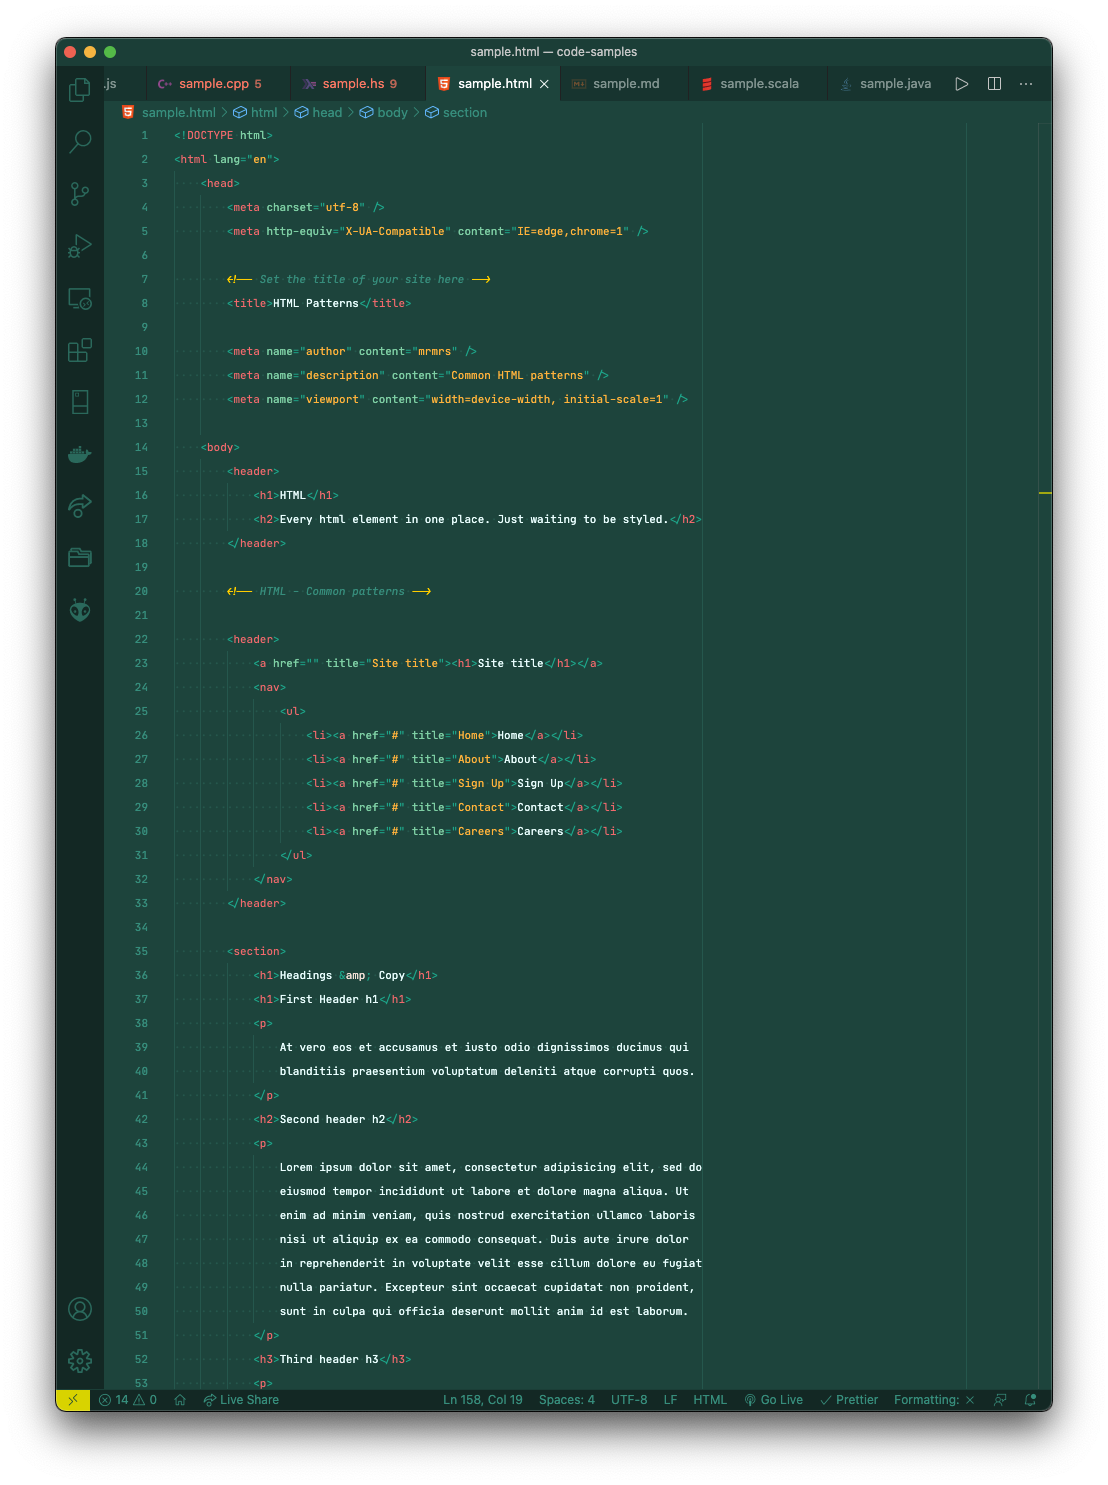 sample.html — code-samples
.js sample.cpp 5 sample.hs 9 sample.html sample.md sample.scala sample.java
sample.html > html > head > body > section
1 <!DOCTYPE html>
2 <html lang="en">
3 <head>
4 <meta charset="utf-8" />
5 <meta http-equiv="X-UA-Compatible" content="IE=edge,chrome=1" />
6
7 <!-- Set the title of your site here -->
8 <title>HTML Patterns</title>
9
10 <meta name="author" content="mrmrs" />
11 <meta name="description" content="Common HTML patterns" />
12 <meta name="viewport" content="width=device-width, initial-scale=1" />
13
14 <body>
15 <header>
16 <h1>HTML</h1>
17 <h2>Every html element in one place. Just waiting to be styled.</h2>
18 </header>
19
20 <!-- HTML - Common patterns -->
21
22 <header>
23 <a href="" title="Site title"><h1>Site title</h1></a>
24 <nav>
25 <ul>
26 <li><a href="#" title="Home">Home</a></li>
27 <li><a href="#" title="About">About</a></li>
28 <li><a href="#" title="Sign Up">Sign Up</a></li>
29 <li><a href="#" title="Contact">Contact</a></li>
30 <li><a href="#" title="Careers">Careers</a></li>
31 </ul>
32 </nav>
33 </header>
34
35 <section>
36 <h1>Headings &amp; Copy</h1>
37 <h1>First Header h1</h1>
38 <p>
39 At vero eos et accusamus et iusto odio dignissimos ducimus qui
40 blanditiis praesentium voluptatum deleniti atque corrupti quos.
41 </p>
42 <h2>Second header h2</h2>
43 <p>
44 Lorem ipsum dolor sit amet, consectetur adipisicing elit, sed do
45 eiusmod tempor incididunt ut labore et dolore magna aliqua. Ut
46 enim ad minim veniam, quis nostrud exercitation ullamco laboris
47 nisi ut aliquip ex ea commodo consequat. Duis aute irure dolor
48 in reprehenderit in voluptate velit esse cillum dolore eu fugiat
49 nulla pariatur. Excepteur sint occaecat cupidatat non proident,
50 sunt in culpa qui officia deserunt mollit anim id est laborum.
51 </p>
52 <h3>Third header h3</h3>
53 <p>
14 0 Live Share Ln 158, Col 19 Spaces: 4 UTF-8 LF HTML Go Live Prettier Formatting: ×